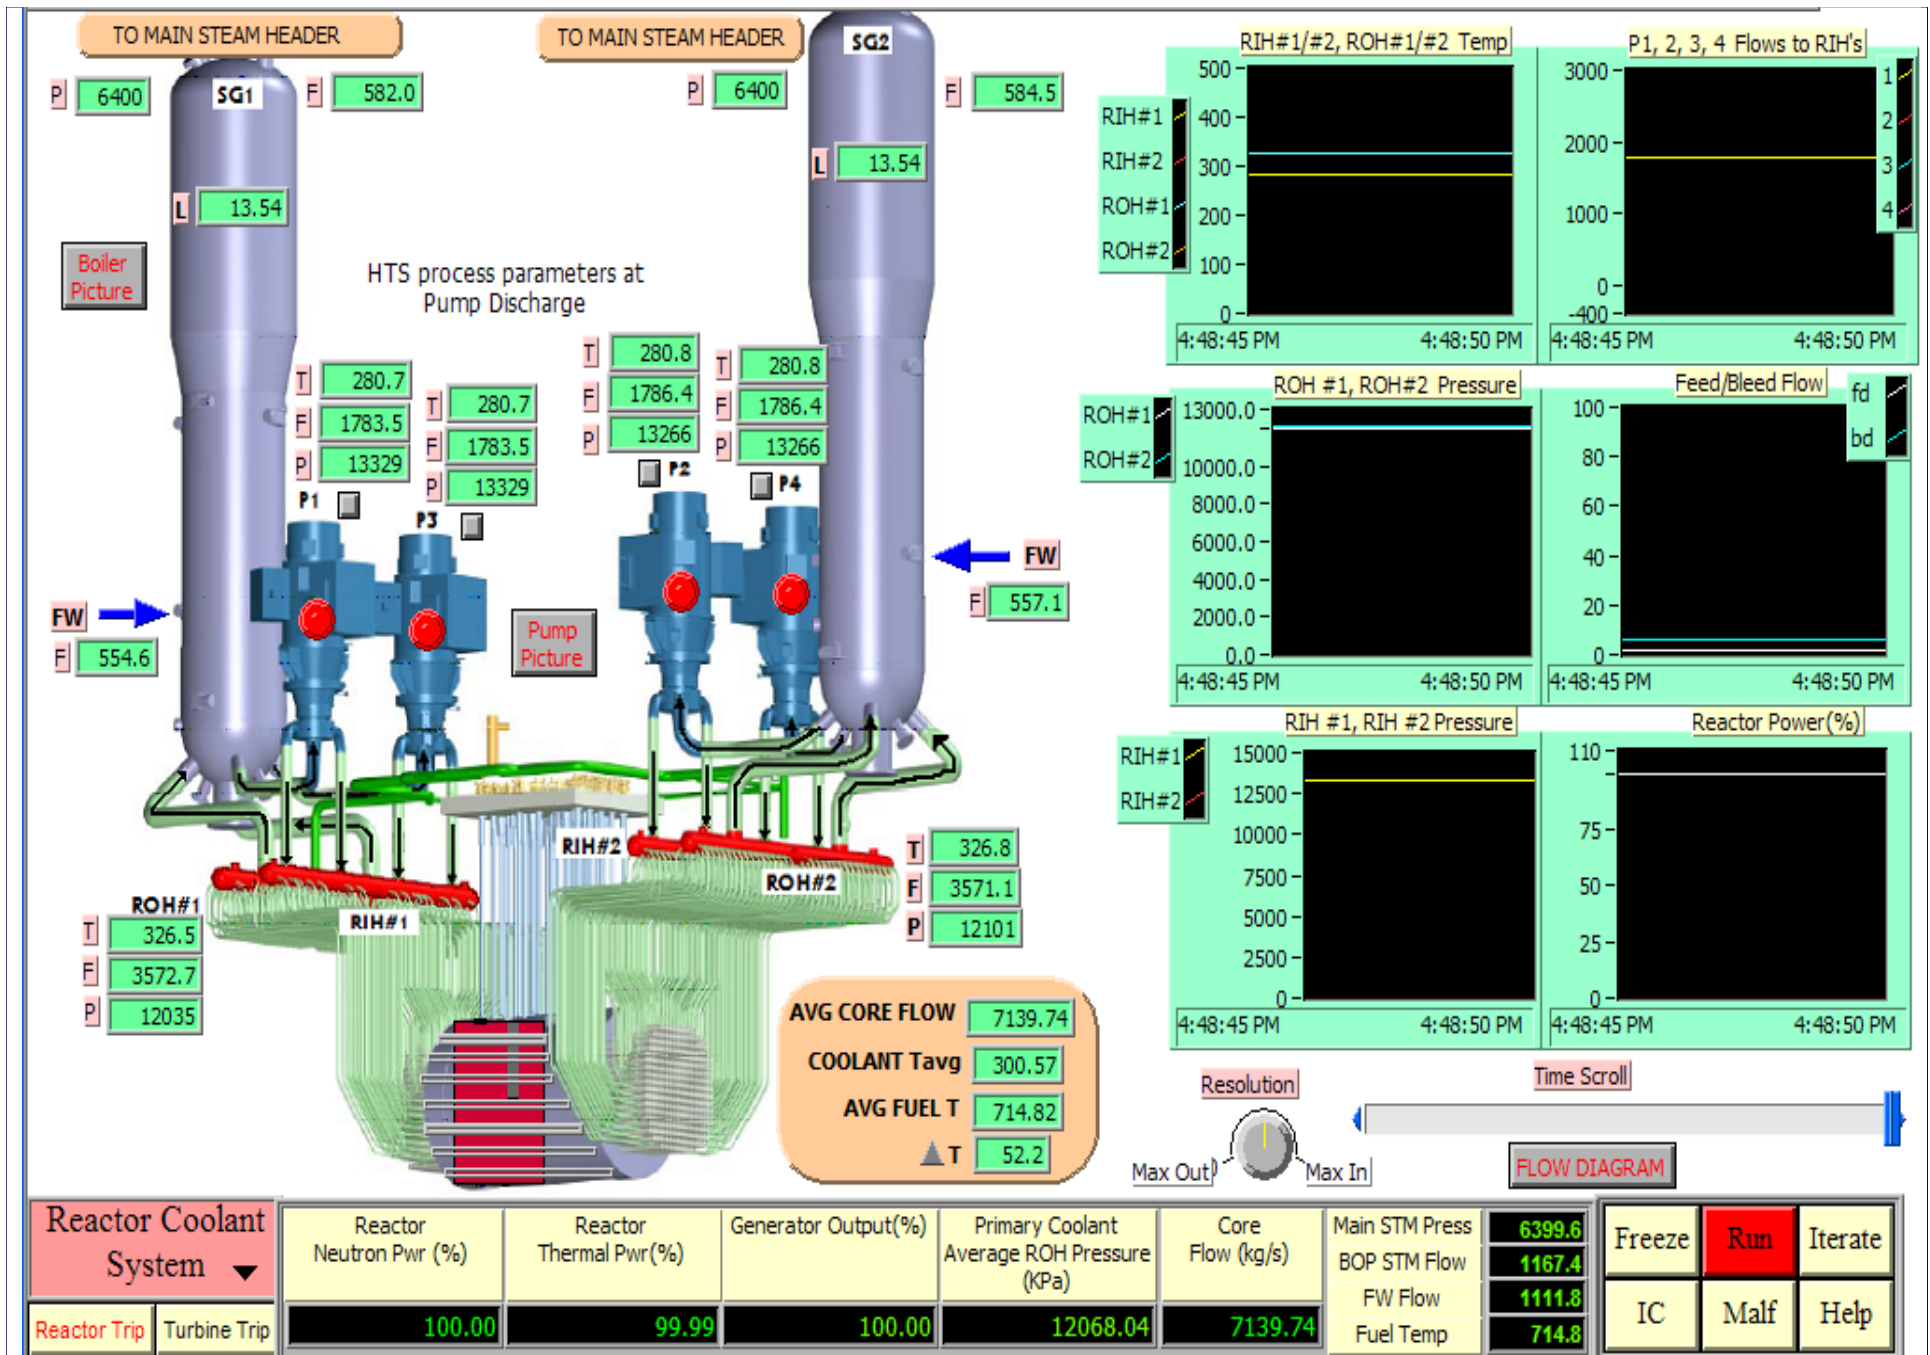 TO MAIN STEAM HEADER
P 6400
SG1
F 582.0
L 13.54
Boiler
Picture
TO MAIN STEAM HEADER
P 6400
SG2
F 584.5
L 13.54
HTS process parameters at
Pump Discharge
T 280.7
F 1783.5
P 13329
P1
T 280.7
F 1783.5
P 13329
P3
T 280.8
F 1786.4
P 13266
P2
T 280.8
F 1786.4
P 13266
P4
FW
F 554.6
Pump
Picture
FW
F 557.1
RIH#2
ROH#2
T 326.8
F 3571.1
P 12101
ROH#1
RIH#1
T 326.5
F 3572.7
P 12035
AVG CORE FLOW 7139.74
COOLANT Tavg 300.57
AVG FUEL T 714.82
T 52.2
RIH#1/#2, ROH#1/#2 Temp
RIH#1
RIH#2
ROH#1
ROH#2
500
400
300
200
100
0
4:48:45 PM 4:48:50 PM
P1, 2, 3, 4 Flows to RIH's
1
2
3
4
3000
2000
1000
0
-400
4:48:45 PM 4:48:50 PM
ROH #1, ROH#2 Pressure
ROH#1
ROH#2
13000.0
10000.0
8000.0
6000.0
4000.0
2000.0
0.0
4:48:45 PM 4:48:50 PM
Feed/Bleed Flow
fd
bd
100
80
60
40
20
0
4:48:45 PM 4:48:50 PM
RIH #1, RIH #2 Pressure
RIH#1
RIH#2
15000
12500
10000
7500
5000
2500
0
4:48:45 PM 4:48:50 PM
Reactor Power(%)
110
75
50
25
0
4:48:45 PM 4:48:50 PM
Resolution
Max Out
Max In
Time Scroll
FLOW DIAGRAM
Reactor Coolant
System
Reactor Trip
Turbine Trip
Reactor
Neutron Pwr (%)
100.00
Reactor
Thermal Pwr(%)
99.99
Generator Output(%)
100.00
Primary Coolant
Average ROH Pressure
(KPa)
12068.04
Core
Flow (kg/s)
7139.74
Main STM Press 6399.6
BOP STM Flow 1167.4
FW Flow 1111.8
Fuel Temp 714.8
Freeze
Run
Iterate
IC
Malf
Help